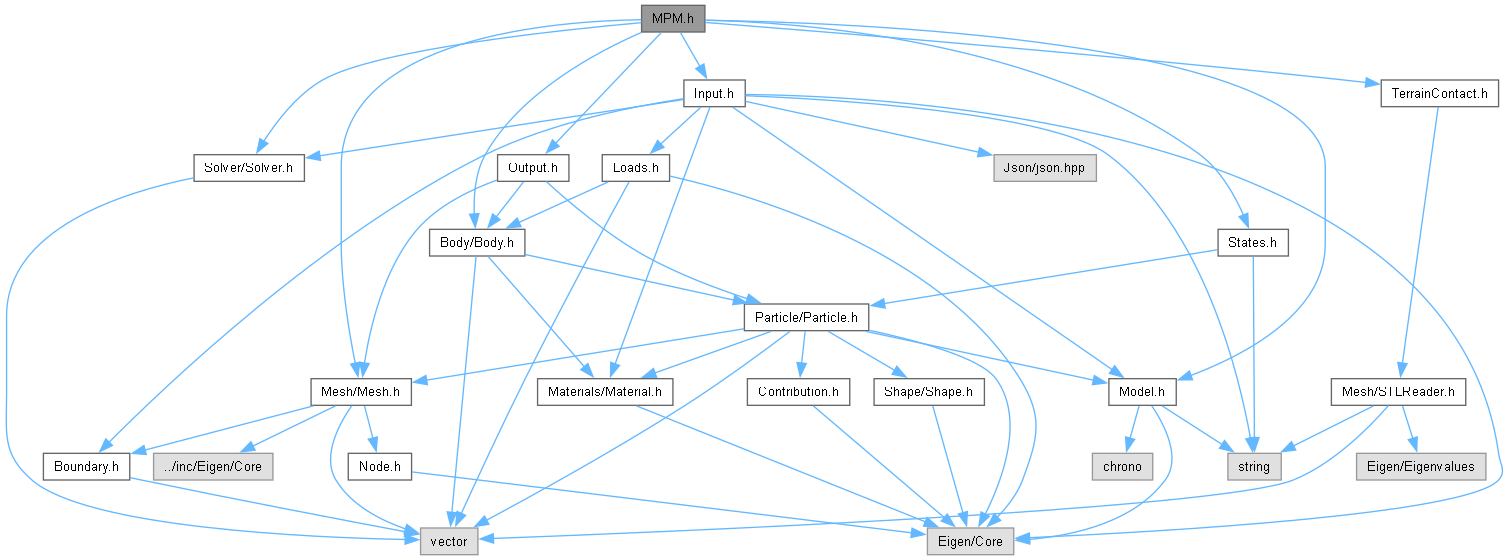 MPM.h
Input.h
TerrainContact.h
Solver/Solver.h
Output.h
Loads.h
Json/json.hpp
Body/Body.h
States.h
Particle/Particle.h
Mesh/Mesh.h
Materials/Material.h
Contribution.h
Shape/Shape.h
Model.h
Mesh/STLReader.h
Boundary.h
../inc/Eigen/Core
Node.h
chrono
string
Eigen/Eigenvalues
vector
Eigen/Core